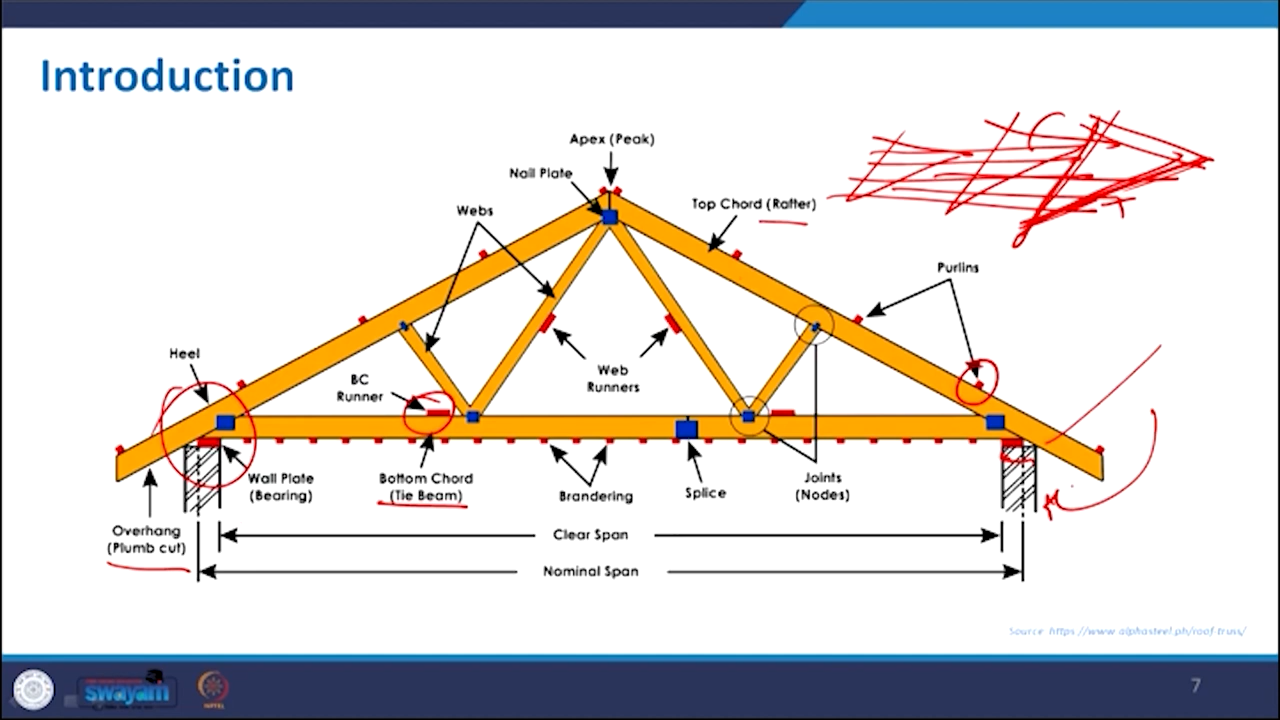 Introduction
Apex (Peak)
Nail Plate
Webs
Top Chord (Rafter)
Purlins
Heel
BC
Runner
Web
Runners
Wall Plate
(Bearing)
Bottom Chord
(Tie Beam)
Brandering
Splice
Joints
(Nodes)
Overhang
(Plumb cut)
Clear Span
Nominal Span
Source: https://www.alphasteel.ph/roof-truss/
swayam
NPTEL
7